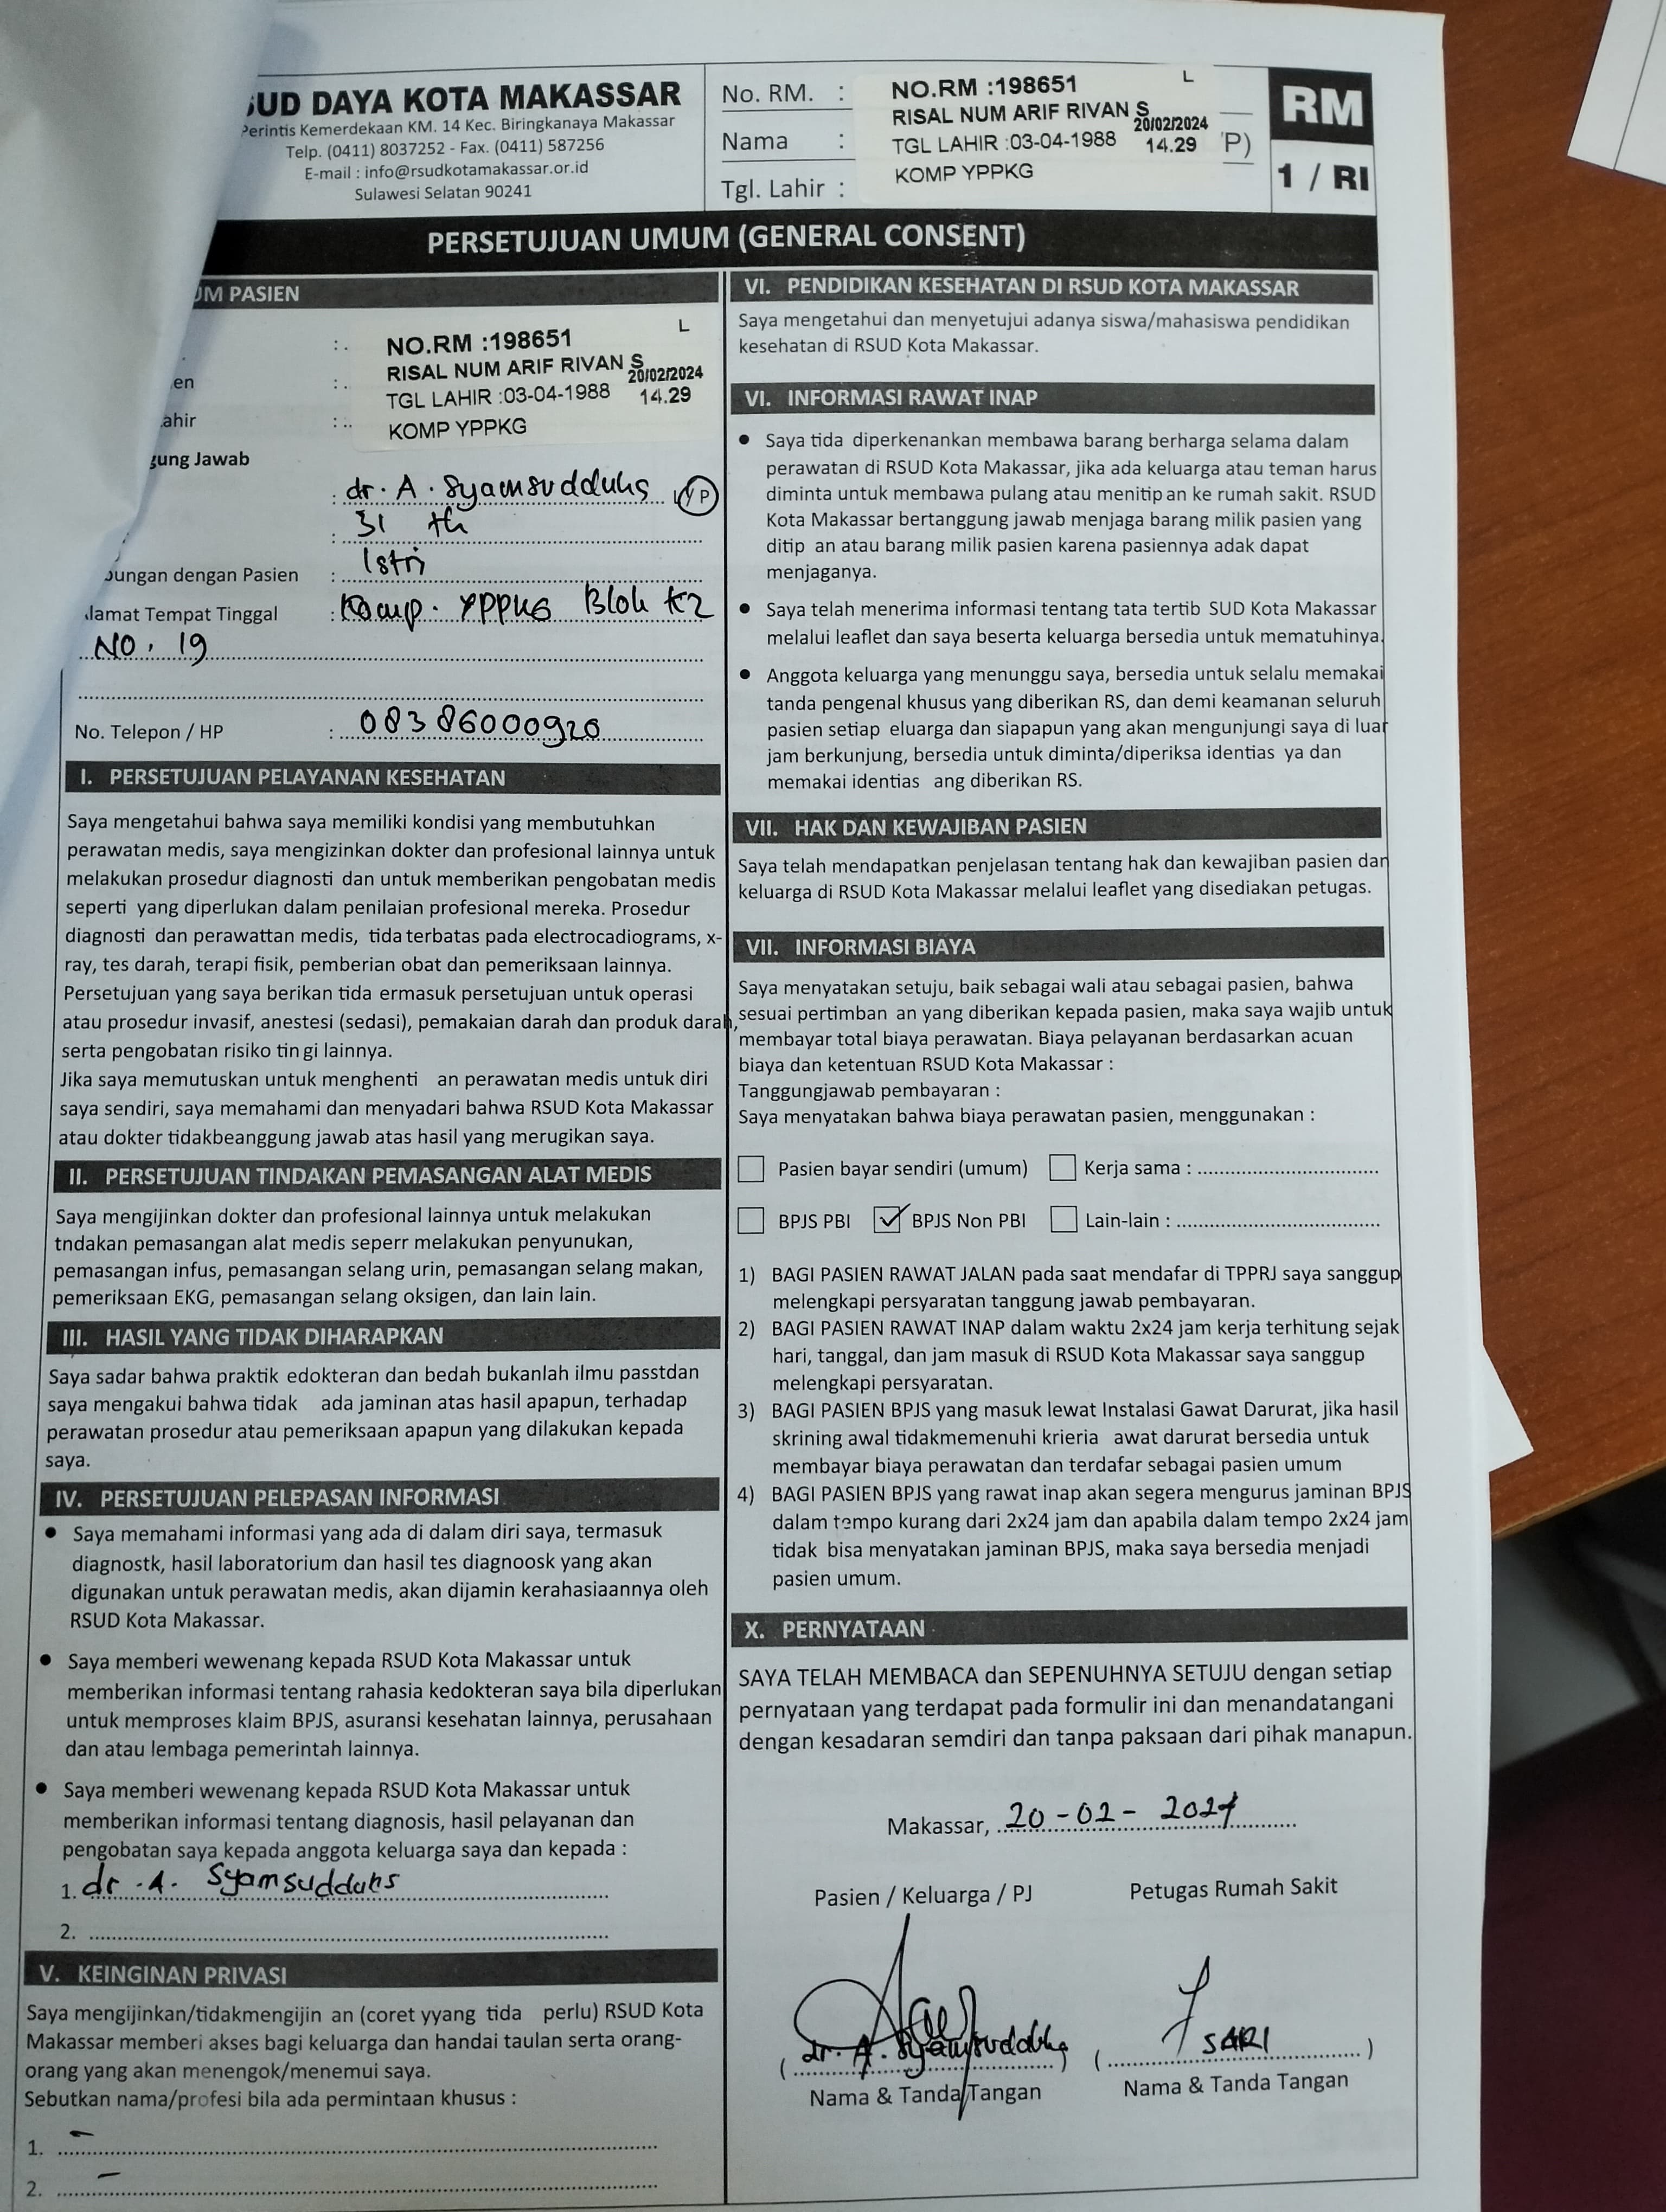 SUD DAYA KOTA MAKASSAR
Perintis Kemerdekaan KM. 14 Kec. Biringkanaya Makassar
Telp. (0411) 8037252 - Fax. (0411) 587256
E-mail : info@rsudkotamakassar.or.id
Sulawesi Selatan 90241
No. RM. :
Nama :
Tgl. Lahir :
NO.RM :198651 L
RISAL NUM ARIF RIVAN S
20/02/2024
TGL LAHIR :03-04-1988 14.29
KOMP YPPKG
P)
RM
1 / RI
PERSETUJUAN UMUM (GENERAL CONSENT)
UM PASIEN
:
en :
ahir :
NO.RM :198651 L
RISAL NUM ARIF RIVAN S
20/02/2024
TGL LAHIR :03-04-1988 14.29
KOMP YPPKG
gung Jawab
: dr. A. L/P
: 31 th
bungan dengan Pasien : Istri
lamat Tempat Tinggal : Komp. YPPKG Blok K2
No. 19
No. Telepon / HP : 08386000920
I. PERSETUJUAN PELAYANAN KESEHATAN
Saya mengetahui bahwa saya memiliki kondisi yang membutuhkan
perawatan medis, saya mengizinkan dokter dan profesional lainnya untuk
melakukan prosedur diagnosti dan untuk memberikan pengobatan medis
seperti yang diperlukan dalam penilaian profesional mereka. Prosedur
diagnosti dan perawattan medis, tida terbatas pada electrocadiograms, x-
ray, tes darah, terapi fisik, pemberian obat dan pemeriksaan lainnya.
Persetujuan yang saya berikan tida ermasuk persetujuan untuk operasi
atau prosedur invasif, anestesi (sedasi), pemakaian darah dan produk darah,
serta pengobatan risiko tin gi lainnya.
Jika saya memutuskan untuk menghenti an perawatan medis untuk diri
saya sendiri, saya memahami dan menyadari bahwa RSUD Kota Makassar
atau dokter tidakbeanggung jawab atas hasil yang merugikan saya.
II. PERSETUJUAN TINDAKAN PEMASANGAN ALAT MEDIS
Saya mengijinkan dokter dan profesional lainnya untuk melakukan
tndakan pemasangan alat medis seperr melakukan penyunukan,
pemasangan infus, pemasangan selang urin, pemasangan selang makan,
pemeriksaan EKG, pemasangan selang oksigen, dan lain lain.
III. HASIL YANG TIDAK DIHARAPKAN
Saya sadar bahwa praktik edokteran dan bedah bukanlah ilmu passtdan
saya mengakui bahwa tidak ada jaminan atas hasil apapun, terhadap
perawatan prosedur atau pemeriksaan apapun yang dilakukan kepada
saya.
IV. PERSETUJUAN PELEPASAN INFORMASI
• Saya memahami informasi yang ada di dalam diri saya, termasuk
diagnostk, hasil laboratorium dan hasil tes diagnoosk yang akan
digunakan untuk perawatan medis, akan dijamin kerahasiaannya oleh
RSUD Kota Makassar.
• Saya memberi wewenang kepada RSUD Kota Makassar untuk
memberikan informasi tentang rahasia kedokteran saya bila diperlukan
untuk memproses klaim BPJS, asuransi kesehatan lainnya, perusahaan
dan atau lembaga pemerintah lainnya.
• Saya memberi wewenang kepada RSUD Kota Makassar untuk
memberikan informasi tentang diagnosis, hasil pelayanan dan
pengobatan saya kepada anggota keluarga saya dan kepada :
1. dr. A.
2.
V. KEINGINAN PRIVASI
Saya mengijinkan/tidakmengijin an (coret yyang tida perlu) RSUD Kota
Makassar memberi akses bagi keluarga dan handai taulan serta orang-
orang yang akan menengok/menemui saya.
Sebutkan nama/profesi bila ada permintaan khusus :
1. -
2. -
VI. PENDIDIKAN KESEHATAN DI RSUD KOTA MAKASSAR
Saya mengetahui dan menyetujui adanya siswa/mahasiswa pendidikan
kesehatan di RSUD Kota Makassar.
VI. INFORMASI RAWAT INAP
• Saya tida diperkenankan membawa barang berharga selama dalam
perawatan di RSUD Kota Makassar, jika ada keluarga atau teman harus
diminta untuk membawa pulang atau menitip an ke rumah sakit. RSUD
Kota Makassar bertanggung jawab menjaga barang milik pasien yang
ditip an atau barang milik pasien karena pasiennya adak dapat
menjaganya.
• Saya telah menerima informasi tentang tata tertib SUD Kota Makassar
melalui leaflet dan saya beserta keluarga bersedia untuk mematuhinya.
• Anggota keluarga yang menunggu saya, bersedia untuk selalu memakai
tanda pengenal khusus yang diberikan RS, dan demi keamanan seluruh
pasien setiap eluarga dan siapapun yang akan mengunjungi saya di luar
jam berkunjung, bersedia untuk diminta/diperiksa identias ya dan
memakai identias ang diberikan RS.
VII. HAK DAN KEWAJIBAN PASIEN
Saya telah mendapatkan penjelasan tentang hak dan kewajiban pasien dan
keluarga di RSUD Kota Makassar melalui leaflet yang disediakan petugas.
VII. INFORMASI BIAYA
Saya menyatakan setuju, baik sebagai wali atau sebagai pasien, bahwa
sesuai pertimban an yang diberikan kepada pasien, maka saya wajib untuk
membayar total biaya perawatan. Biaya pelayanan berdasarkan acuan
biaya dan ketentuan RSUD Kota Makassar :
Tanggungjawab pembayaran :
Saya menyatakan bahwa biaya perawatan pasien, menggunakan :
Pasien bayar sendiri (umum) Kerja sama :
BPJS PBI ✓ BPJS Non PBI Lain-lain :
1) BAGI PASIEN RAWAT JALAN pada saat mendafar di TPPRJ saya sanggup
melengkapi persyaratan tanggung jawab pembayaran.
2) BAGI PASIEN RAWAT INAP dalam waktu 2x24 jam kerja terhitung sejak
hari, tanggal, dan jam masuk di RSUD Kota Makassar saya sanggup
melengkapi persyaratan.
3) BAGI PASIEN BPJS yang masuk lewat Instalasi Gawat Darurat, jika hasil
skrining awal tidakmemenuhi krieria awat darurat bersedia untuk
membayar biaya perawatan dan terdafar sebagai pasien umum
4) BAGI PASIEN BPJS yang rawat inap akan segera mengurus jaminan BPJS
dalam tempo kurang dari 2x24 jam dan apabila dalam tempo 2x24 jam
tidak bisa menyatakan jaminan BPJS, maka saya bersedia menjadi
pasien umum.
X. PERNYATAAN
SAYA TELAH MEMBACA dan SEPENUHNYA SETUJU dengan setiap
pernyataan yang terdapat pada formulir ini dan menandatangani
dengan kesadaran semdiri dan tanpa paksaan dari pihak manapun.
Makassar, 20-02-2024
Pasien / Keluarga / PJ Petugas Rumah Sakit
(dr. A. ) ( SARI )
Nama & Tanda Tangan Nama & Tanda Tangan